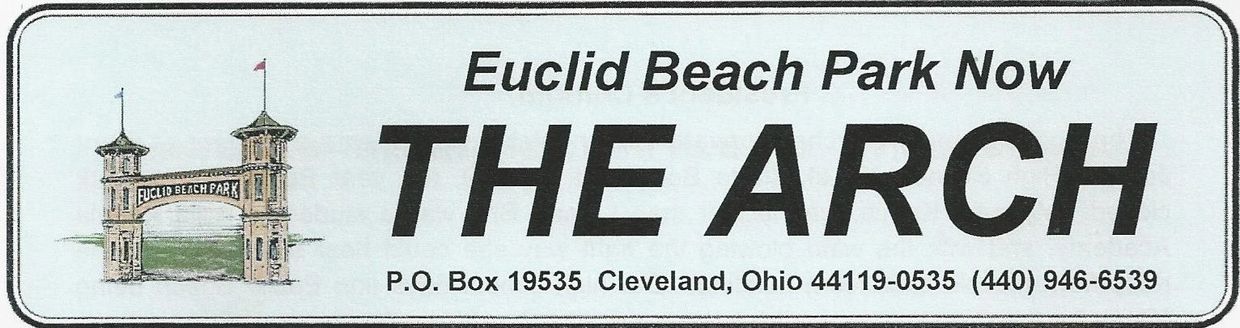 Euclid Beach Park Now
THE ARCH
EUCLID BEACH PARK
P.O. Box 19535 Cleveland, Ohio 44119-0535 (440) 946-6539